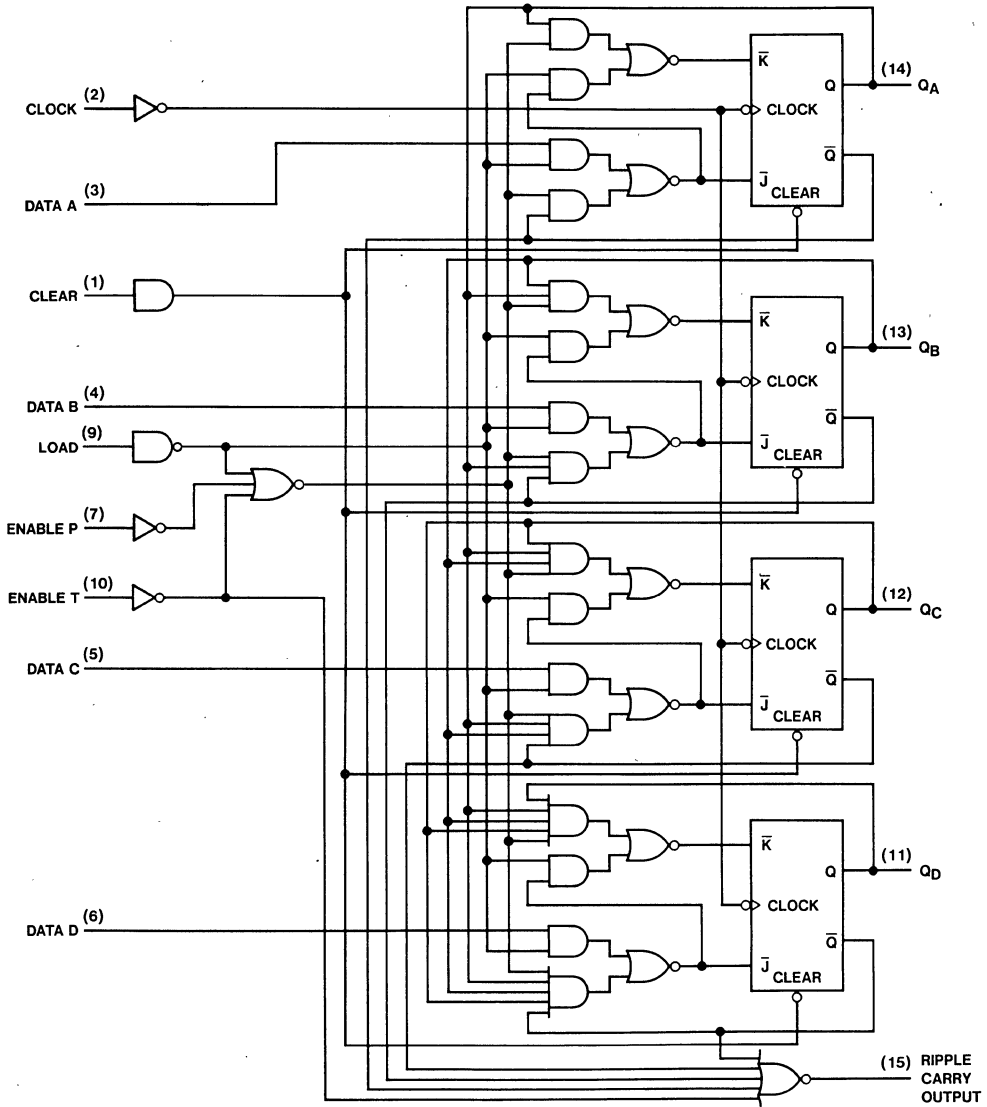 K̅
(14)
Q
QA
(2)
CLOCK
CLOCK
Q̅
(3)
J̅
DATA A
CLEAR
(1)
CLEAR
K̅
(13)
Q
QB
CLOCK
(4)
DATA B
Q̅
(9)
LOAD
J̅
CLEAR
(7)
ENABLE P
K̅
(10)
ENABLE T
(12)
Q
QC
CLOCK
(5)
DATA C
Q̅
J̅
CLEAR
K̅
(11)
Q
QD
CLOCK
(6)
DATA D
Q̅
J̅
CLEAR
(15) RIPPLE
CARRY
OUTPUT